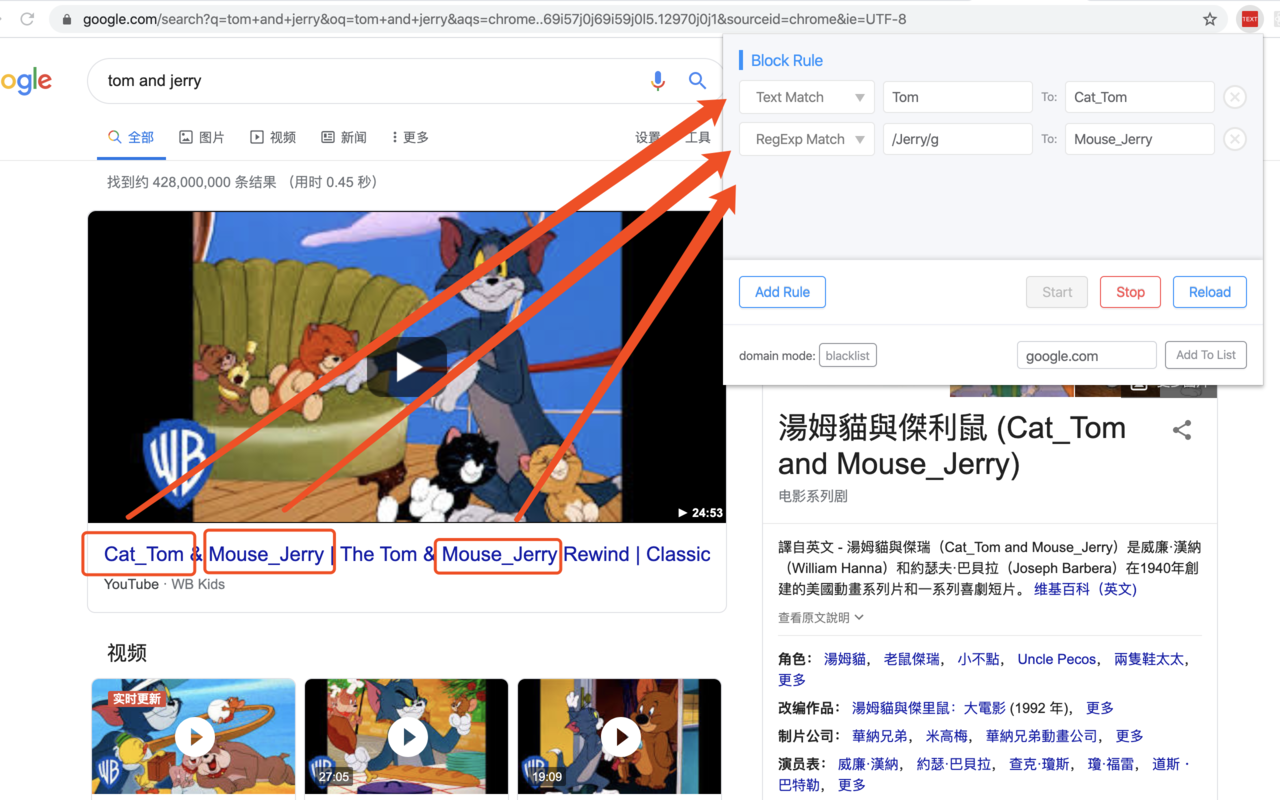 google.com/search?q=tom+and+jerry&oq=tom+and+jerry&aqs=chrome..69i57j0j69i59j0l5.12970j0j1&sourceid=chrome&ie=UTF-8
TEXT
ogle
tom and jerry
全部
图片
视频
新闻
更多
设置
工具
找到约 428,000,000 条结果 （用时 0.45 秒）
Block Rule
Text Match
Tom
To:
Cat_Tom
RegExp Match
/Jerry/g
To:
Mouse_Jerry
Add Rule
Start
Stop
Reload
domain mode:
blacklist
google.com
Add To List
WB
24:53
Cat_Tom & Mouse_Jerry | The Tom & Mouse_Jerry Rewind | Classic
YouTube · WB Kids
视频
实时更新
WB
27:05
WB
19:09
WB
湯姆貓與傑利鼠 (Cat_Tom
and Mouse_Jerry)
电影系列剧
譯自英文 - 湯姆貓與傑瑞（Cat_Tom and Mouse_Jerry）是威廉·漢納
（William Hanna）和約瑟夫·巴貝拉（Joseph Barbera）在1940年創
建的美國動畫系列片和一系列喜劇短片。 维基百科（英文)
查看原文說明
角色： 湯姆貓， 老鼠傑瑞， 小不點， Uncle Pecos， 兩隻鞋太太，
更多
改编作品： 湯姆貓與傑里鼠：大電影 (1992 年)， 更多
制片公司： 華納兄弟， 米高梅， 華納兄弟動畫公司， 更多
演员表： 威廉·漢納， 約瑟·巴貝拉， 查克·瓊斯， 瓊·福雷， 道斯·
巴特勒， 更多